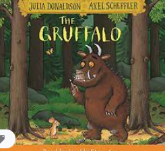 JULIA DONALDSON • AXEL SCHEFFLER
THE
GRUFFALO